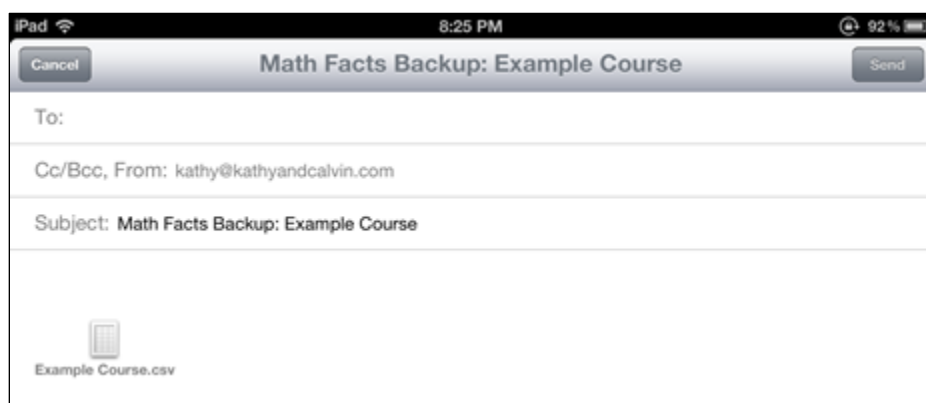 iPad 8:25 PM 92%
Cancel Math Facts Backup: Example Course Send
To:
Cc/Bcc, From: kathy@kathyandcalvin.com
Subject: Math Facts Backup: Example Course
Example Course.csv